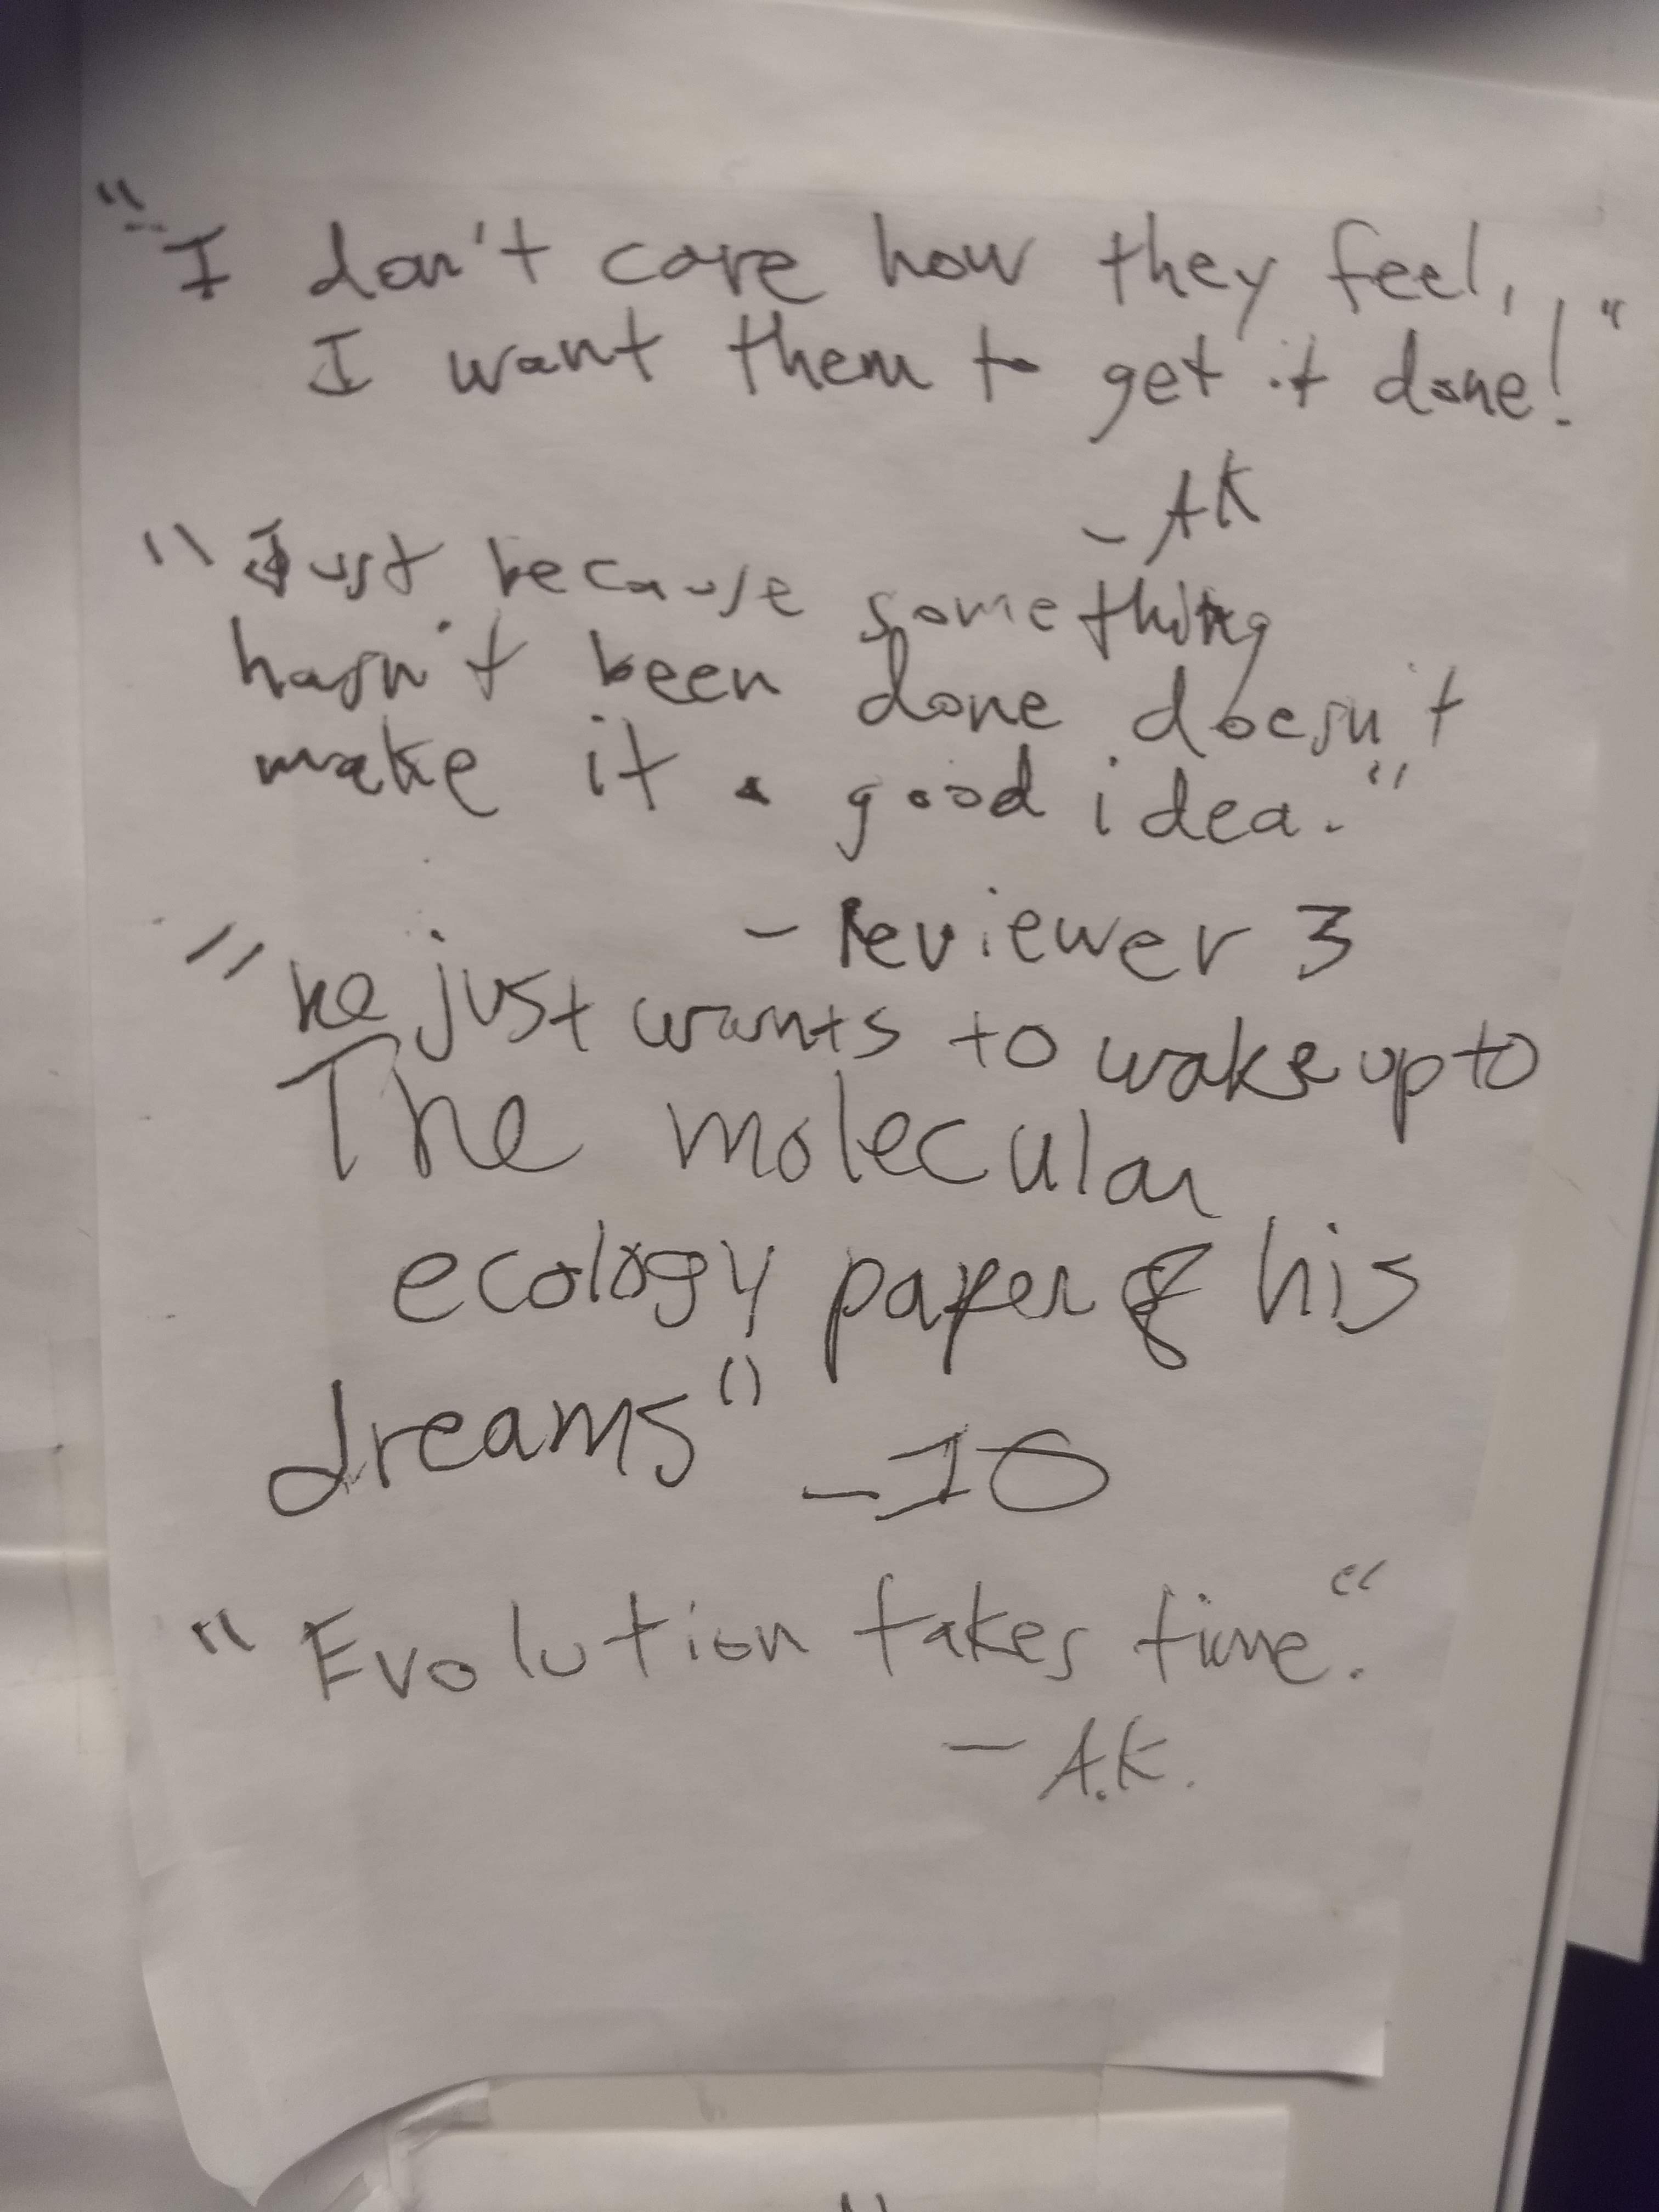 "I don't care how they feel,
I want them to get it done!"
- AK
"Just because something
hasn't been done doesn't
make it a good idea."
- Reviewer 3
"he just wants to wake up to
The molecular
ecology paper of his
dreams" - IO
"Evolution takes time."
- A.K.